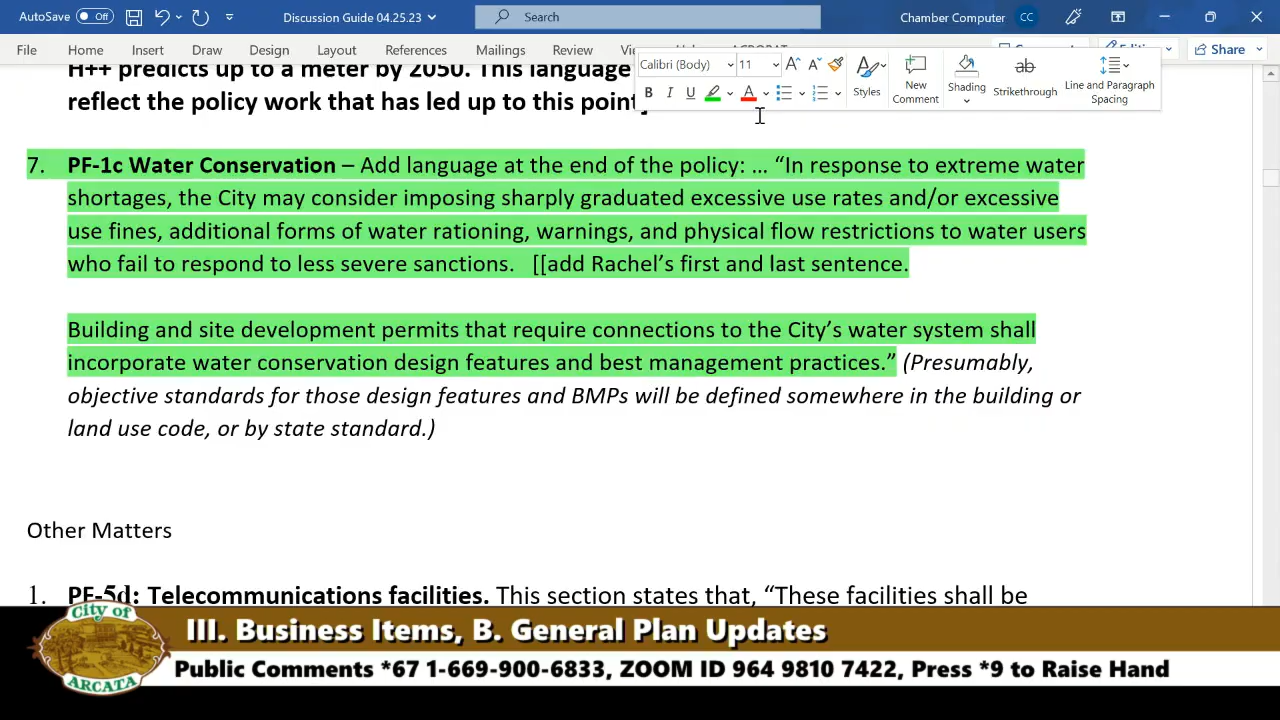 AutoSave Off Discussion Guide 04.25.23 Search Chamber Computer CC
File Home Insert Draw Design Layout References Mailings Review Share
Calibri (Body) 11 Styles New Comment Shading Strikethrough Line and Paragraph Spacing
B I U A
H++ predicts up to a meter by 2050. This language
reflect the policy work that has led up to this point]
7. PF-1c Water Conservation – Add language at the end of the policy: … “In response to extreme water
shortages, the City may consider imposing sharply graduated excessive use rates and/or excessive
use fines, additional forms of water rationing, warnings, and physical flow restrictions to water users
who fail to respond to less severe sanctions. [[add Rachel’s first and last sentence.
Building and site development permits that require connections to the City’s water system shall
incorporate water conservation design features and best management practices.” (Presumably,
objective standards for those design features and BMPs will be defined somewhere in the building or
land use code, or by state standard.)
Other Matters
1. PF-5d: Telecommunications facilities. This section states that, “These facilities shall be
City of
ARCATA
III. Business Items, B. General Plan Updates
Public Comments *67 1-669-900-6833, ZOOM ID 964 9810 7422, Press *9 to Raise Hand